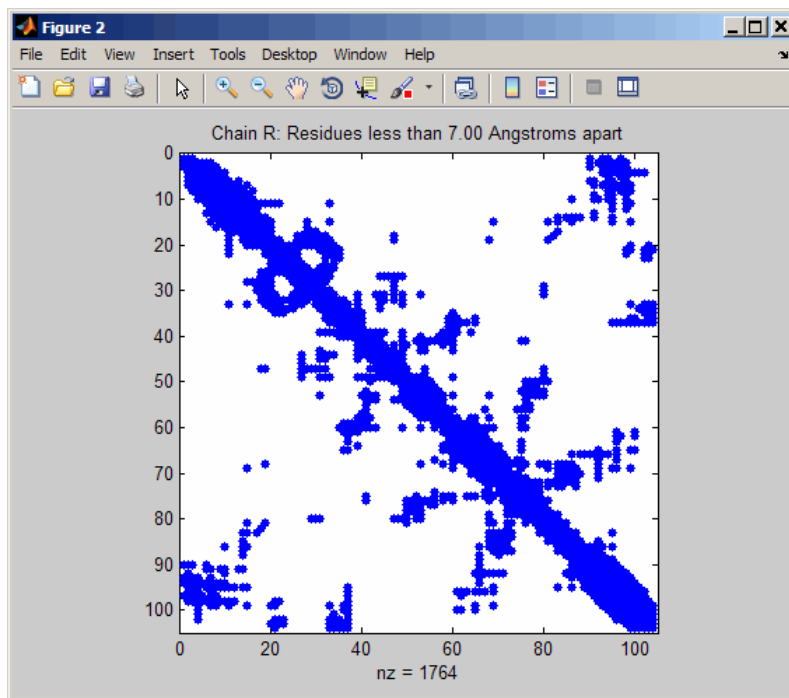 Figure 2
File Edit View Insert Tools Desktop Window Help
Chain R: Residues less than 7.00 Angstroms apart
0
10
20
30
40
50
60
70
80
90
100
0 20 40 60 80 100
nz = 1764